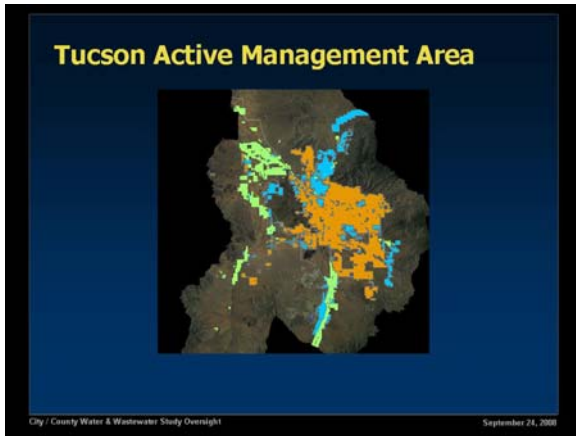 Tucson Active Management Area
City / County Water & Wastewater Study Oversight
September 24, 2008